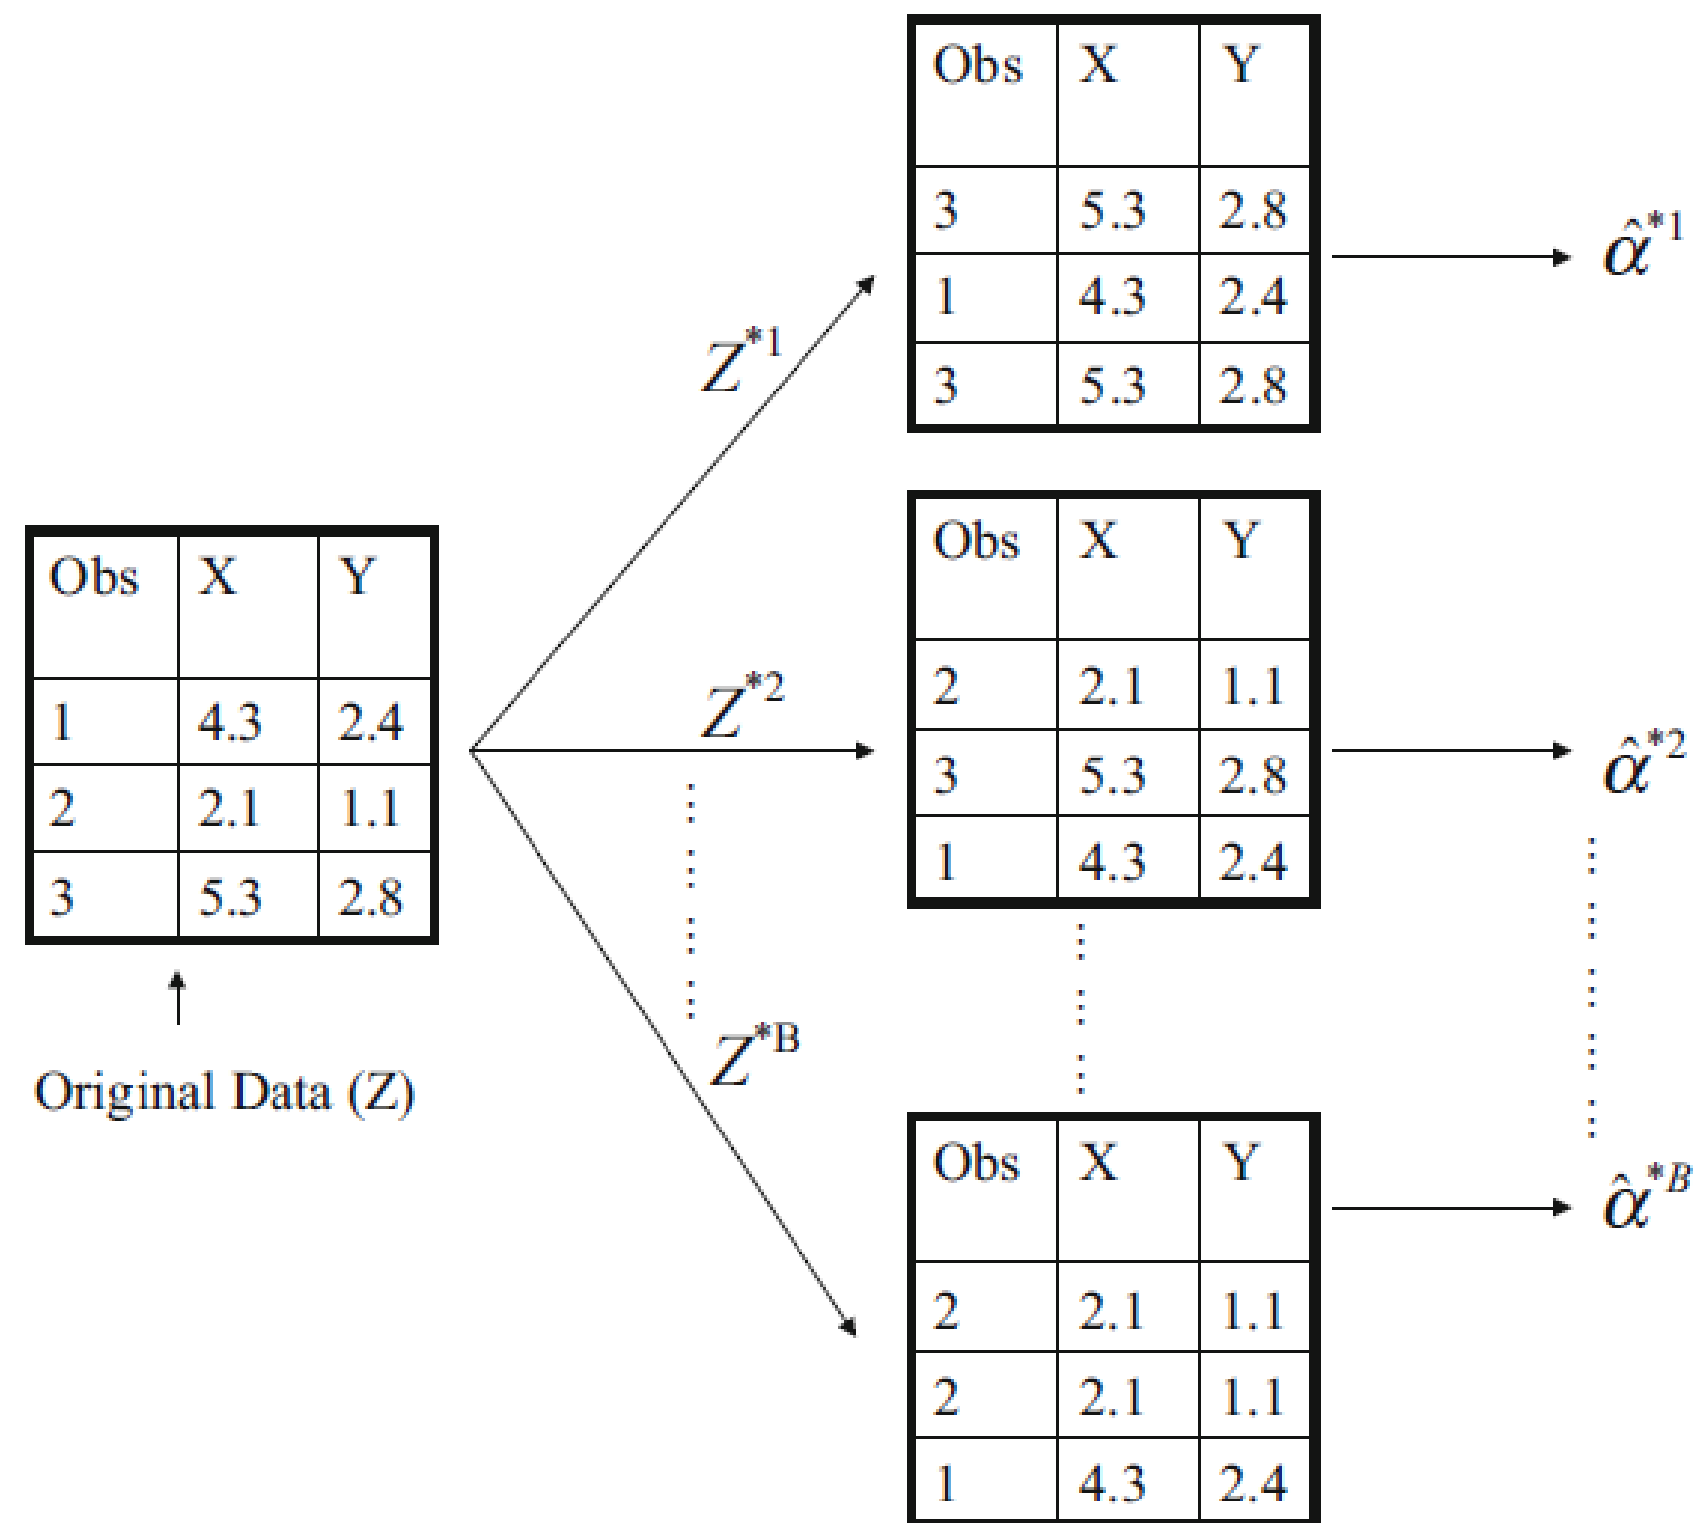 Obs X Y
1 4.3 2.4
2 2.1 1.1
3 5.3 2.8
Original Data (Z)
Z*1
Z*2
Z*B
Obs X Y
3 5.3 2.8
1 4.3 2.4
3 5.3 2.8
Obs X Y
2 2.1 1.1
3 5.3 2.8
1 4.3 2.4
Obs X Y
2 2.1 1.1
2 2.1 1.1
1 4.3 2.4
α̂*1
α̂*2
α̂*B